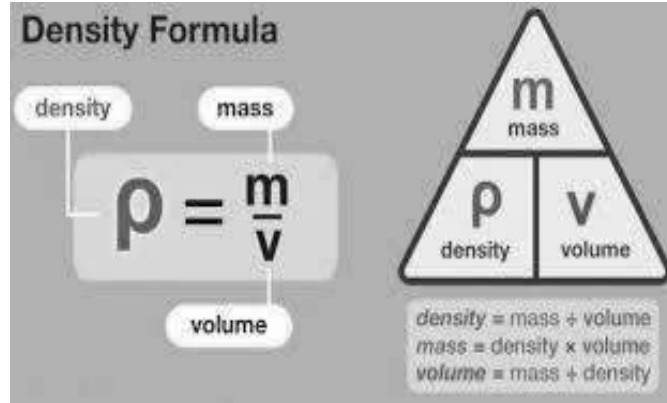 Density Formula
density
mass
ρ = m
v
volume
m
mass
ρ
density
v
volume
density = mass ÷ volume
mass = density × volume
volume = mass ÷ density